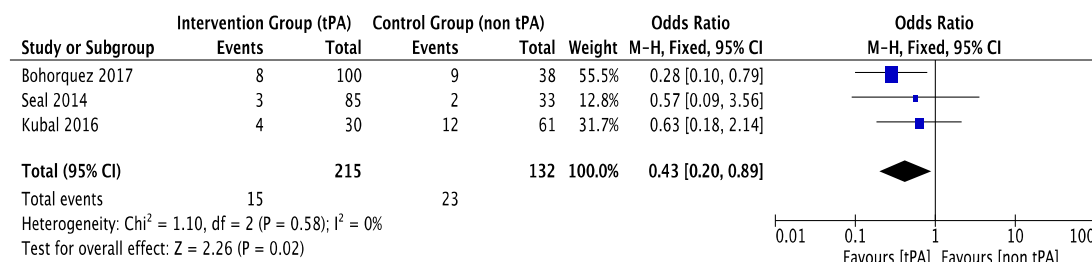 Intervention Group (tPA) Control Group (non tPA) Odds Ratio Odds Ratio
Study or Subgroup Events Total Events Total Weight M-H, Fixed, 95% CI M-H, Fixed, 95% CI
Bohorquez 2017 8 100 9 38 55.5% 0.28 [0.10, 0.79]
Seal 2014 3 85 2 33 12.8% 0.57 [0.09, 3.56]
Kubal 2016 4 30 12 61 31.7% 0.63 [0.18, 2.14]
Total (95% CI) 215 132 100.0% 0.43 [0.20, 0.89]
Total events 15 23
Heterogeneity: Chi² = 1.10, df = 2 (P = 0.58); I² = 0%
Test for overall effect: Z = 2.26 (P = 0.02)
0.01 0.1 1 10 100
Favours [tPA] Favours [non tPA]